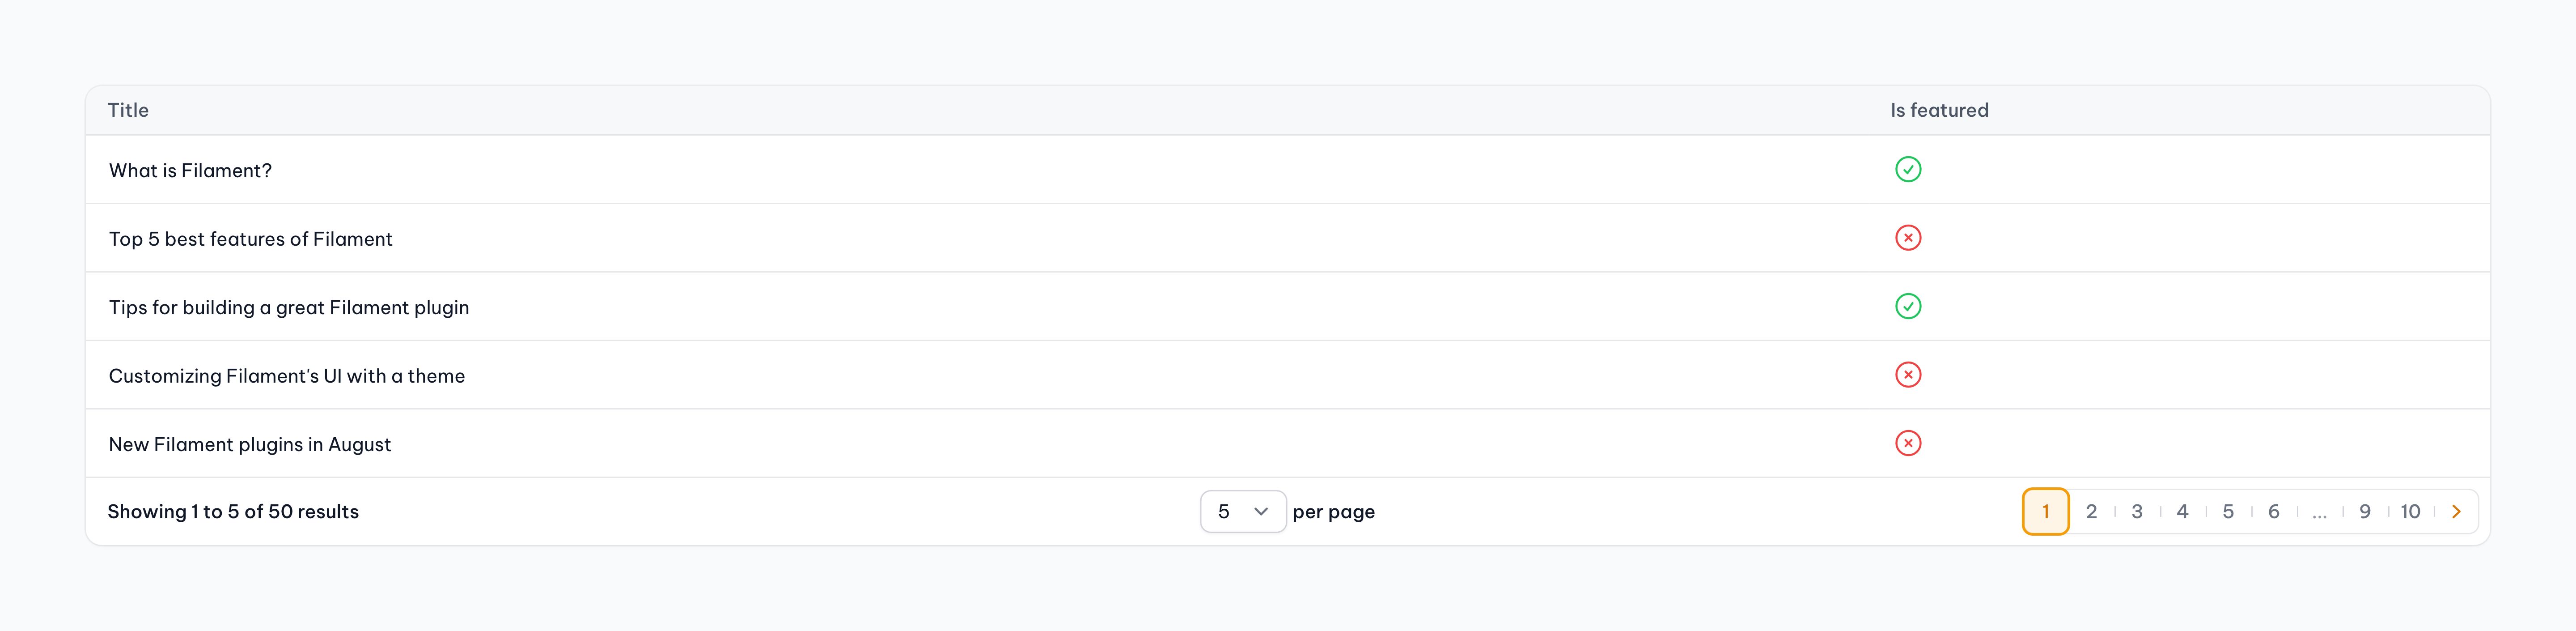 Title Is featured
What is Filament?
Top 5 best features of Filament
Tips for building a great Filament plugin
Customizing Filament's UI with a theme
New Filament plugins in August
Showing 1 to 5 of 50 results 5 per page 1 2 3 4 5 6 ... 9 10